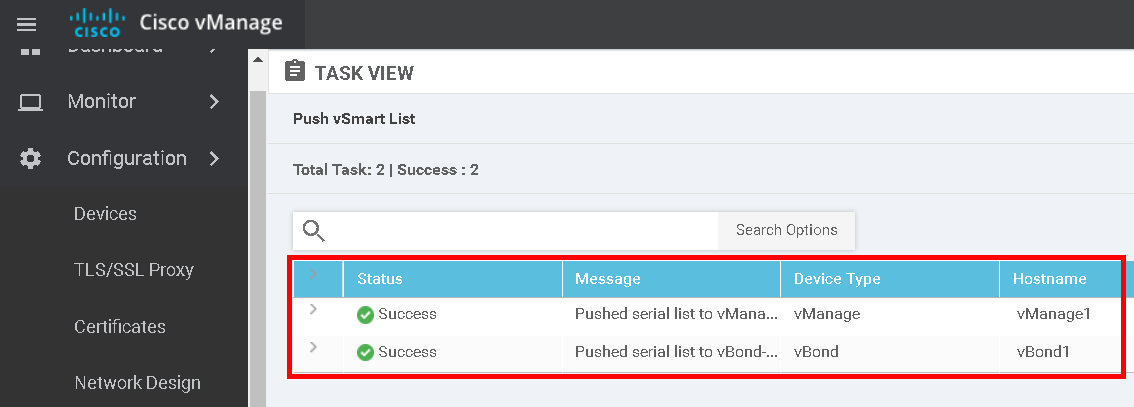 cisco Cisco vManage
Dashboard
Monitor
Configuration
Devices
TLS/SSL Proxy
Certificates
Network Design
TASK VIEW
Push vSmart List
Total Task: 2 | Success : 2
Search Options
Status Message Device Type Hostname
Success Pushed serial list to vMana... vManage vManage1
Success Pushed serial list to vBond-... vBond vBond1